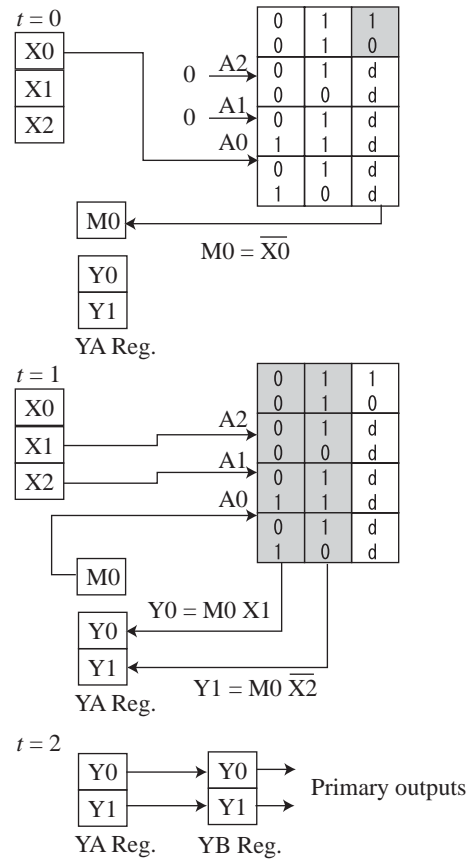 t = 0
X0
X1
X2
0 1 1
0 1 0
0 1 d
0 0 d
0 1 d
1 1 d
0 1 d
1 0 d
0 A2
0 A1
A0
M0
M0 = X̅0̅
Y0
Y1
YA Reg.
t = 1
X0
X1
X2
0 1 1
0 1 0
0 1 d
0 0 d
0 1 d
1 1 d
0 1 d
1 0 d
A2
A1
A0
M0
Y0 = M0 X1
Y0
Y1
Y1 = M0 X̅2̅
YA Reg.
t = 2
Y0 Y0
Y1 Y1
Primary outputs
YA Reg. YB Reg.